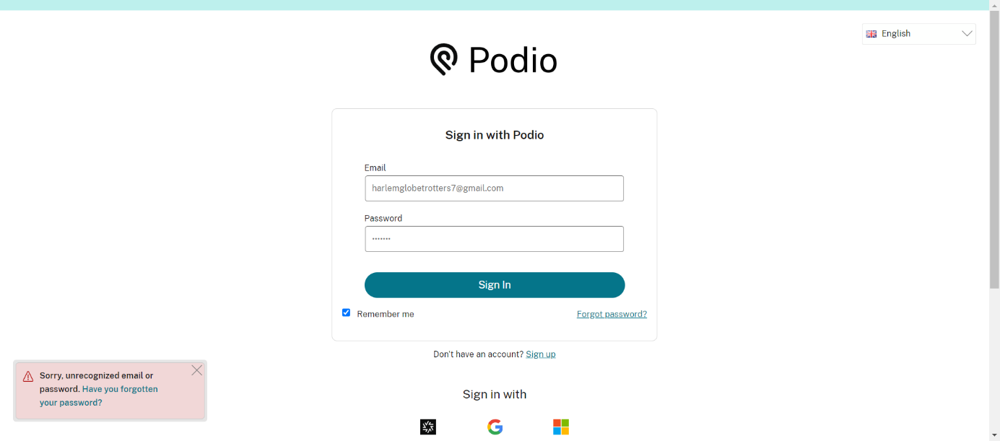 English
Podio
Sign in with Podio
Email
harlemglobetrotters7@gmail.com
Password
•••••••
Sign In
Remember me
Forgot password?
Don't have an account? Sign up
Sorry, unrecognized email or
password. Have you forgotten
your password?
Sign in with